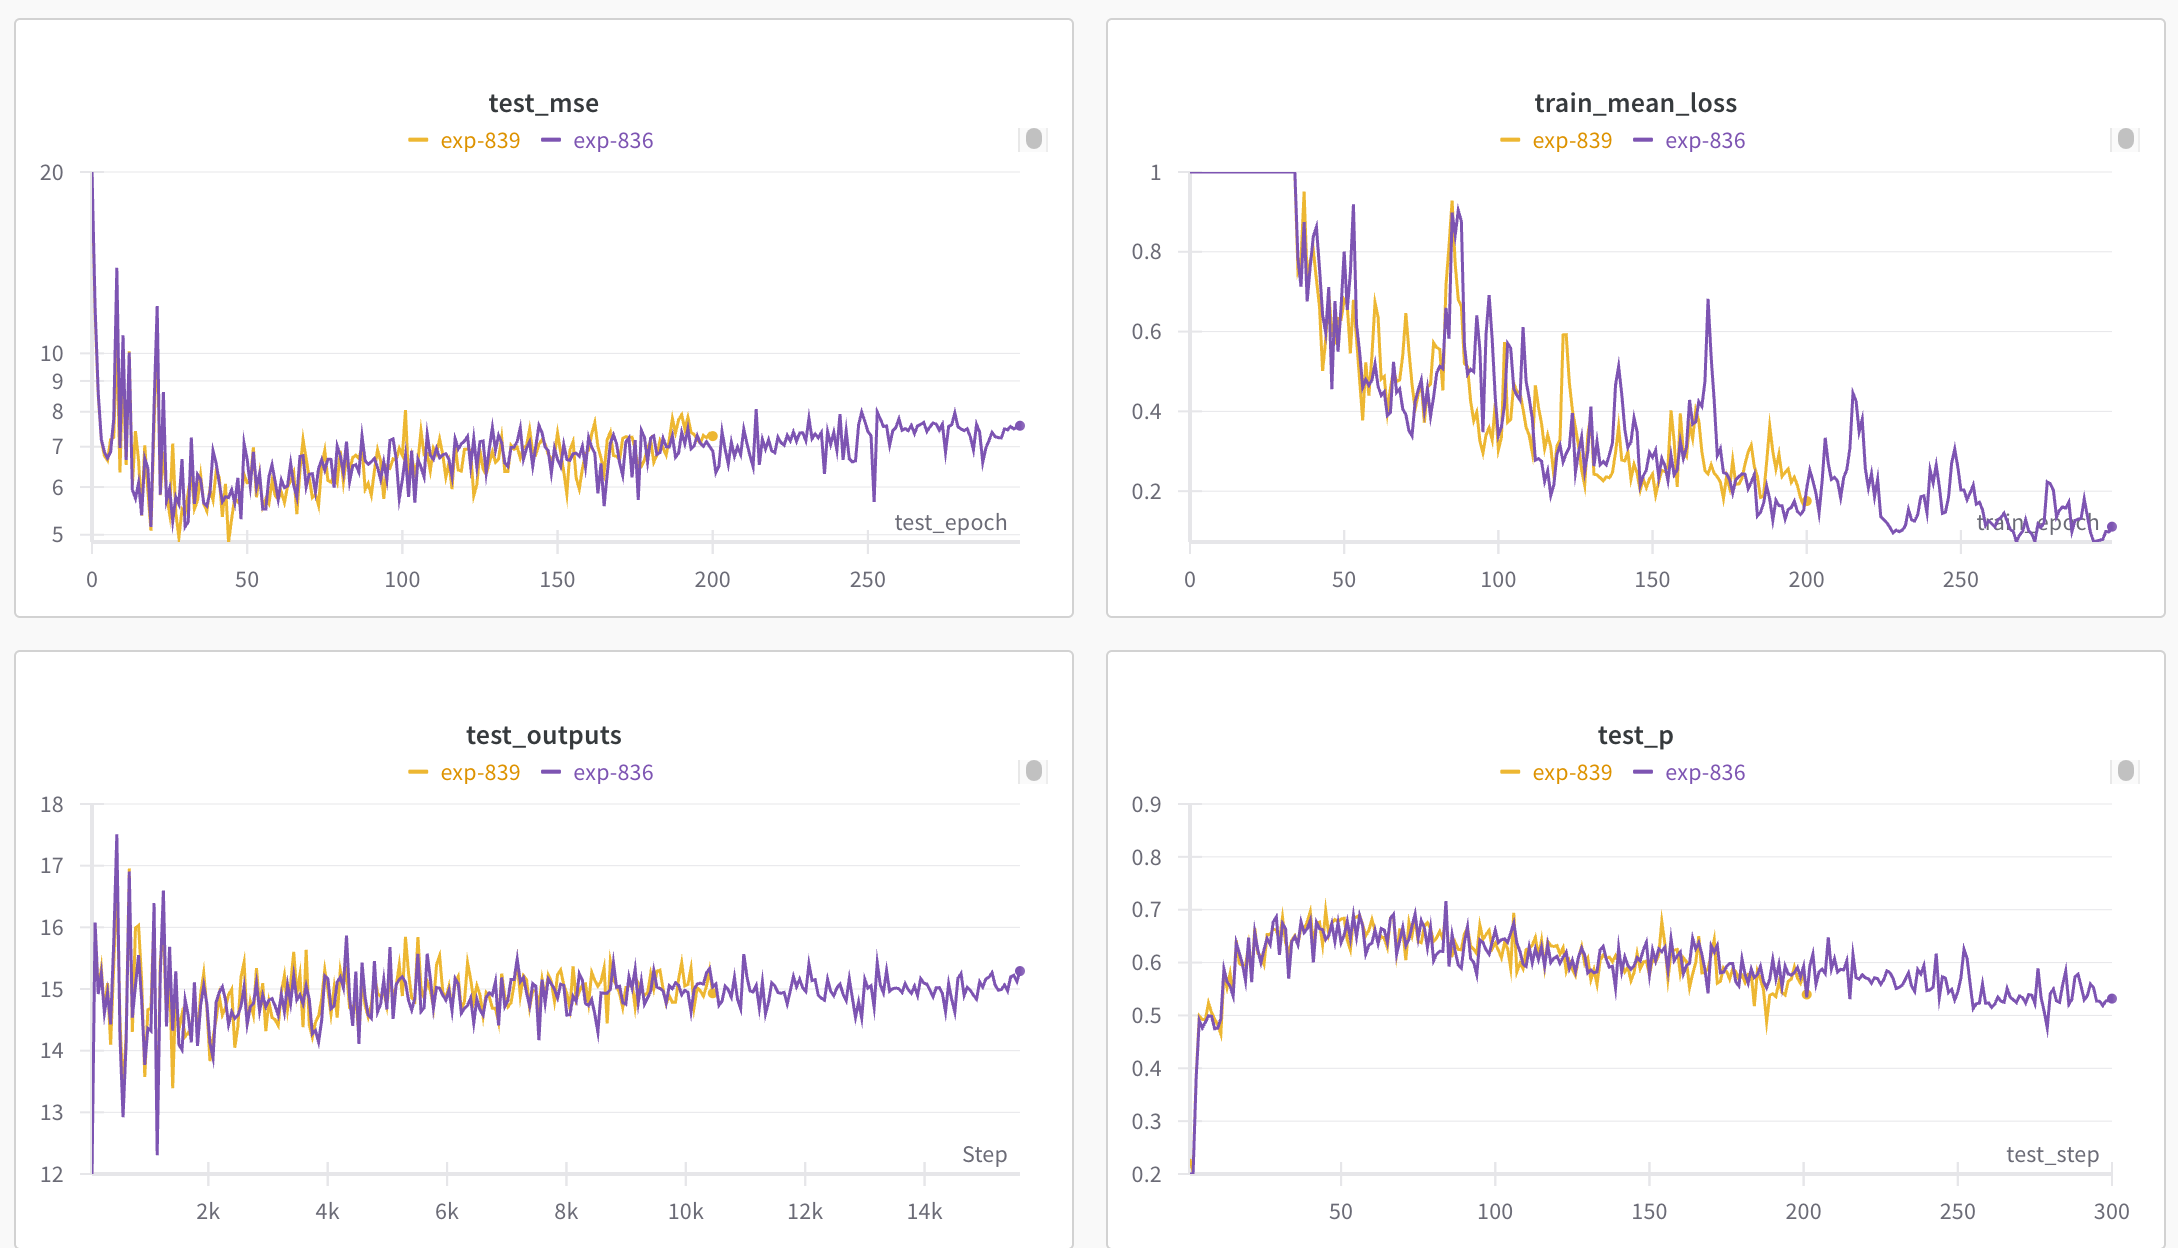 test_mse
exp-839 exp-836
20
10
9
8
7
6
5
test_epoch
0 50 100 150 200 250
train_mean_loss
exp-839 exp-836
1
0.8
0.6
0.4
0.2
train_epoch
0 50 100 150 200 250
test_outputs
exp-839 exp-836
18
17
16
15
14
13
12
Step
2k 4k 6k 8k 10k 12k 14k
test_p
exp-839 exp-836
0.9
0.8
0.7
0.6
0.5
0.4
0.3
0.2
test_step
50 100 150 200 250 300